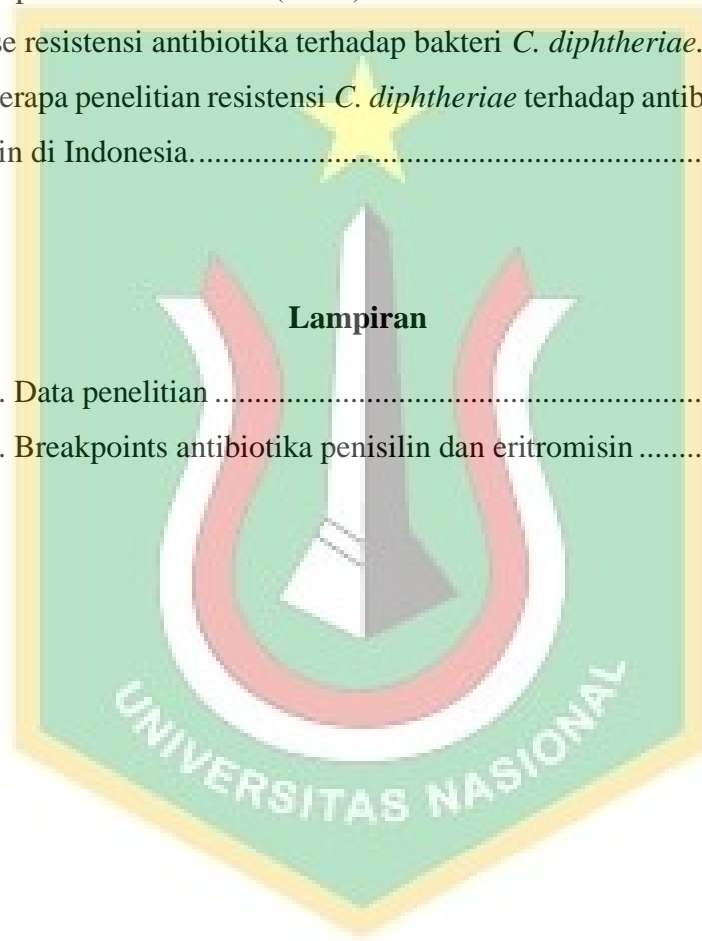 se resistensi antibiotika terhadap bakteri C. diphtheriae.
erapa penelitian resistensi C. diphtheriae terhadap antib
in di Indonesia...........................................................
Lampiran
. Data penelitian ..........................................................
. Breakpoints antibiotika penisilin dan eritromisin ........
UNIVERSITAS NASIONAL